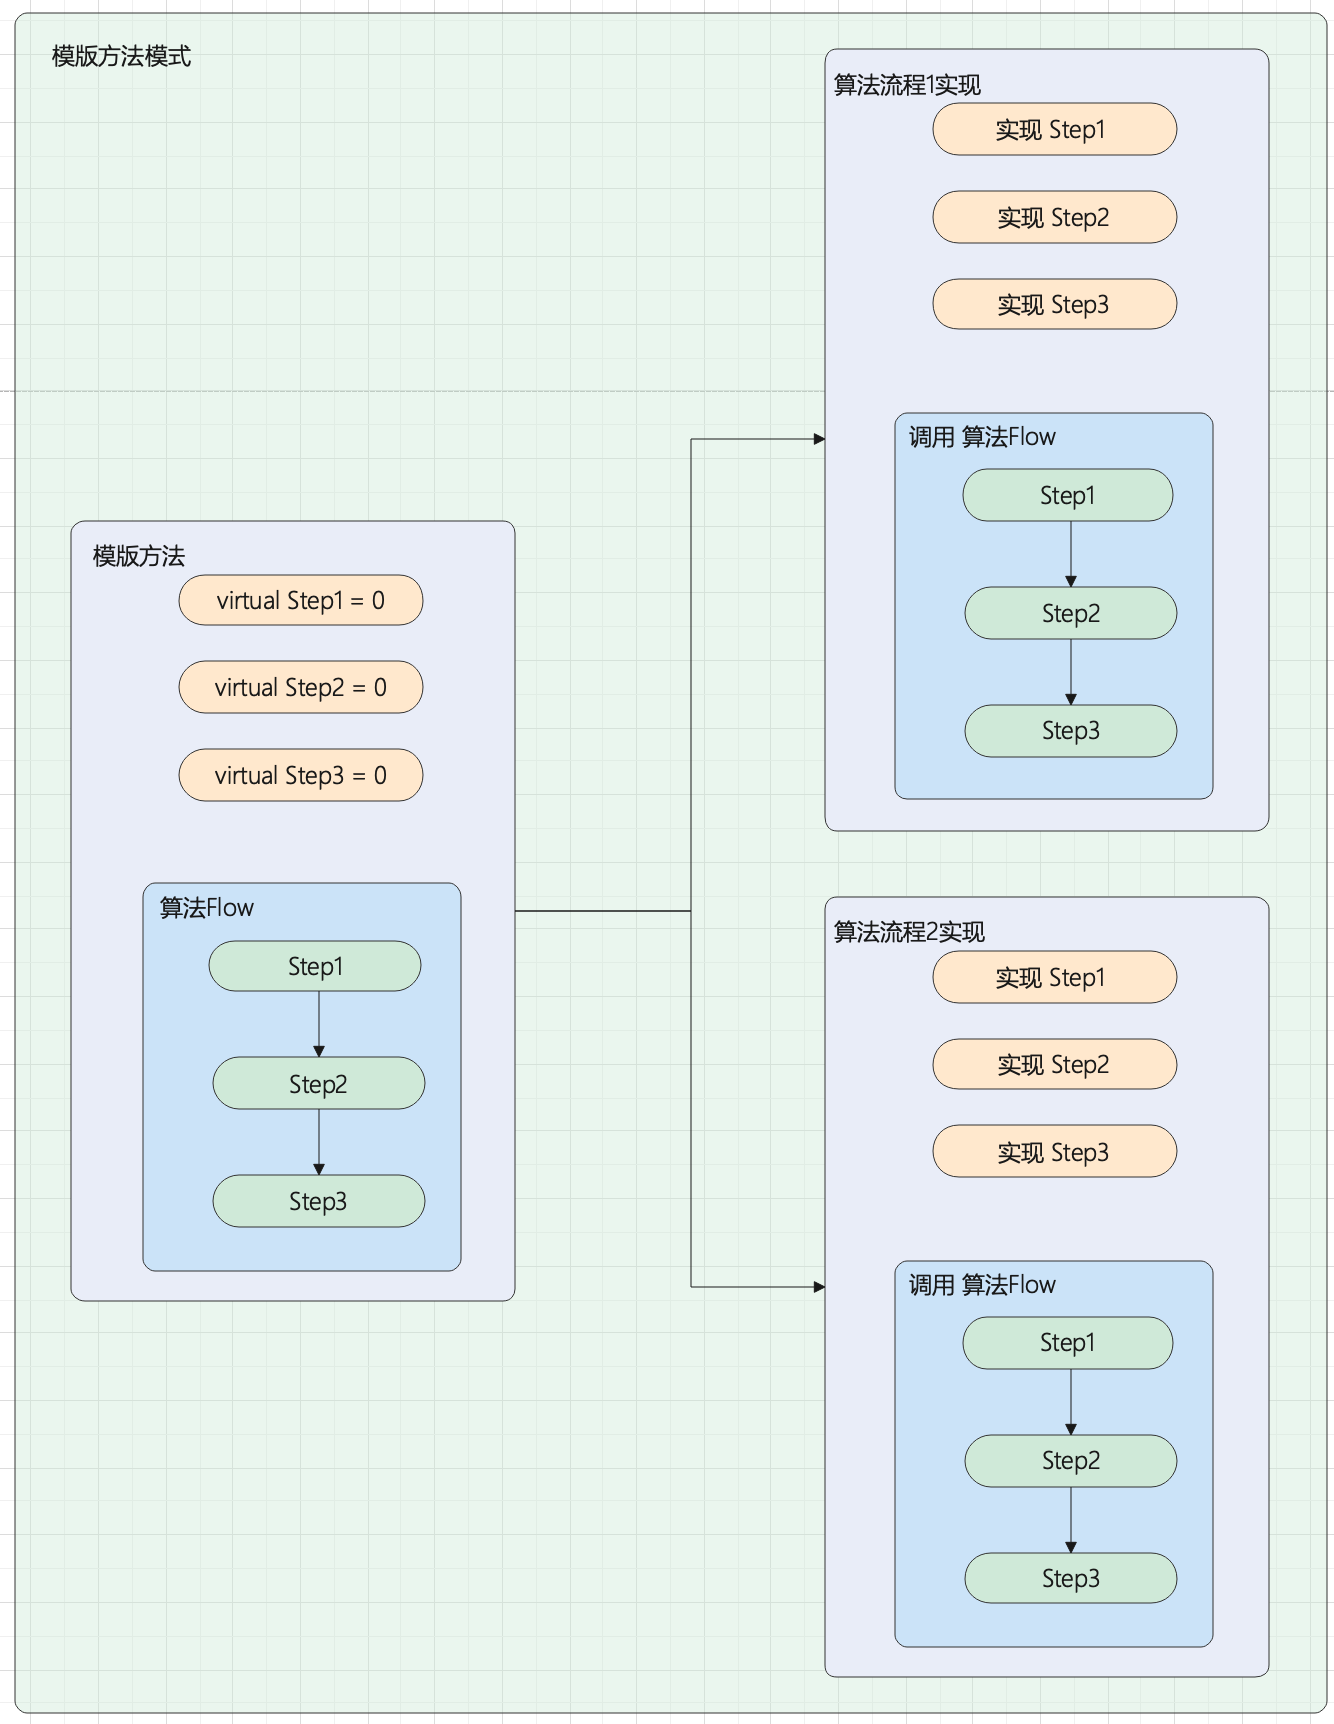 模版方法模式
算法流程1实现
实现 Step1
实现 Step2
实现 Step3
调用 算法Flow
Step1
Step2
Step3
模版方法
virtual Step1 = 0
virtual Step2 = 0
virtual Step3 = 0
算法Flow
Step1
Step2
Step3
算法流程2实现
实现 Step1
实现 Step2
实现 Step3
调用 算法Flow
Step1
Step2
Step3